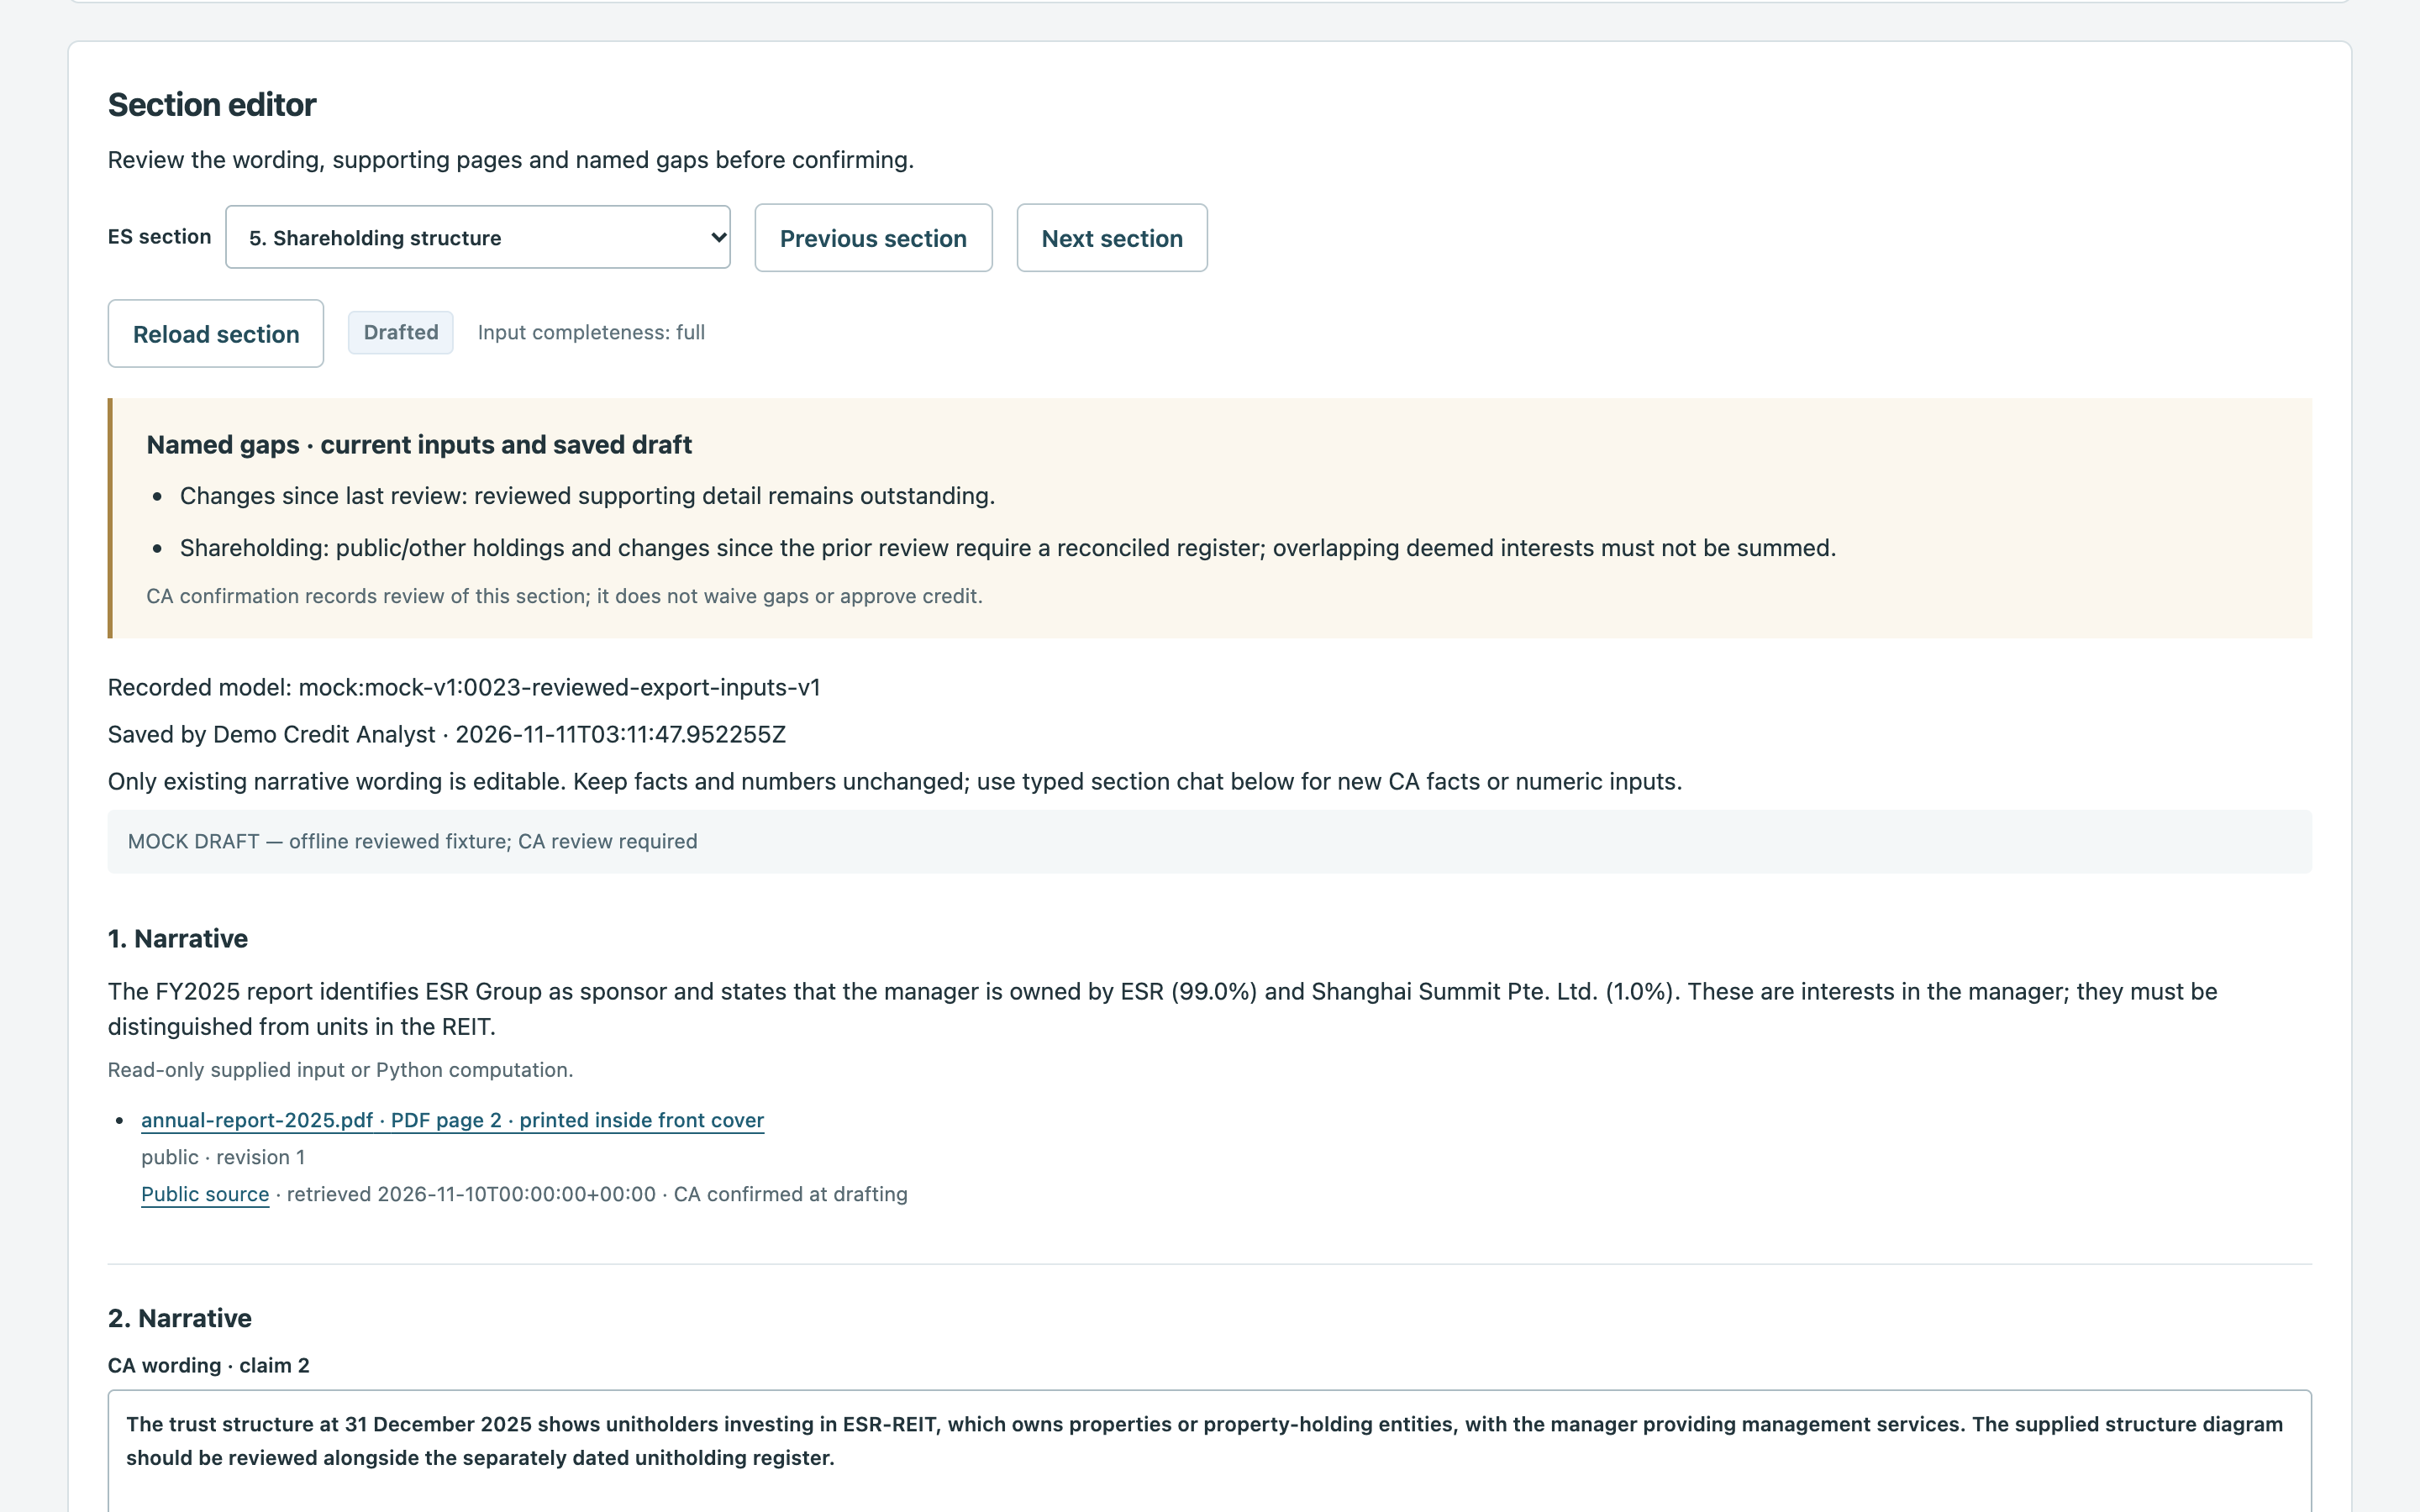 Section editor
Review the wording, supporting pages and named gaps before confirming.
ES section 5. Shareholding structure Previous section Next section
Reload section Drafted Input completeness: full
Named gaps · current inputs and saved draft
• Changes since last review: reviewed supporting detail remains outstanding.
• Shareholding: public/other holdings and changes since the prior review require a reconciled register; overlapping deemed interests must not be summed.
CA confirmation records review of this section; it does not waive gaps or approve credit.
Recorded model: mock:mock-v1:0023-reviewed-export-inputs-v1
Saved by Demo Credit Analyst · 2026-11-11T03:11:47.952255Z
Only existing narrative wording is editable. Keep facts and numbers unchanged; use typed section chat below for new CA facts or numeric inputs.
MOCK DRAFT — offline reviewed fixture; CA review required
1. Narrative
The FY2025 report identifies ESR Group as sponsor and states that the manager is owned by ESR (99.0%) and Shanghai Summit Pte. Ltd. (1.0%). These are interests in the manager; they must be
distinguished from units in the REIT.
Read-only supplied input or Python computation.
• annual-report-2025.pdf · PDF page 2 · printed inside front cover
public · revision 1
Public source · retrieved 2026-11-10T00:00:00+00:00 · CA confirmed at drafting
2. Narrative
CA wording · claim 2
The trust structure at 31 December 2025 shows unitholders investing in ESR-REIT, which owns properties or property-holding entities, with the manager providing management services. The supplied structure diagram
should be reviewed alongside the separately dated unitholding register.